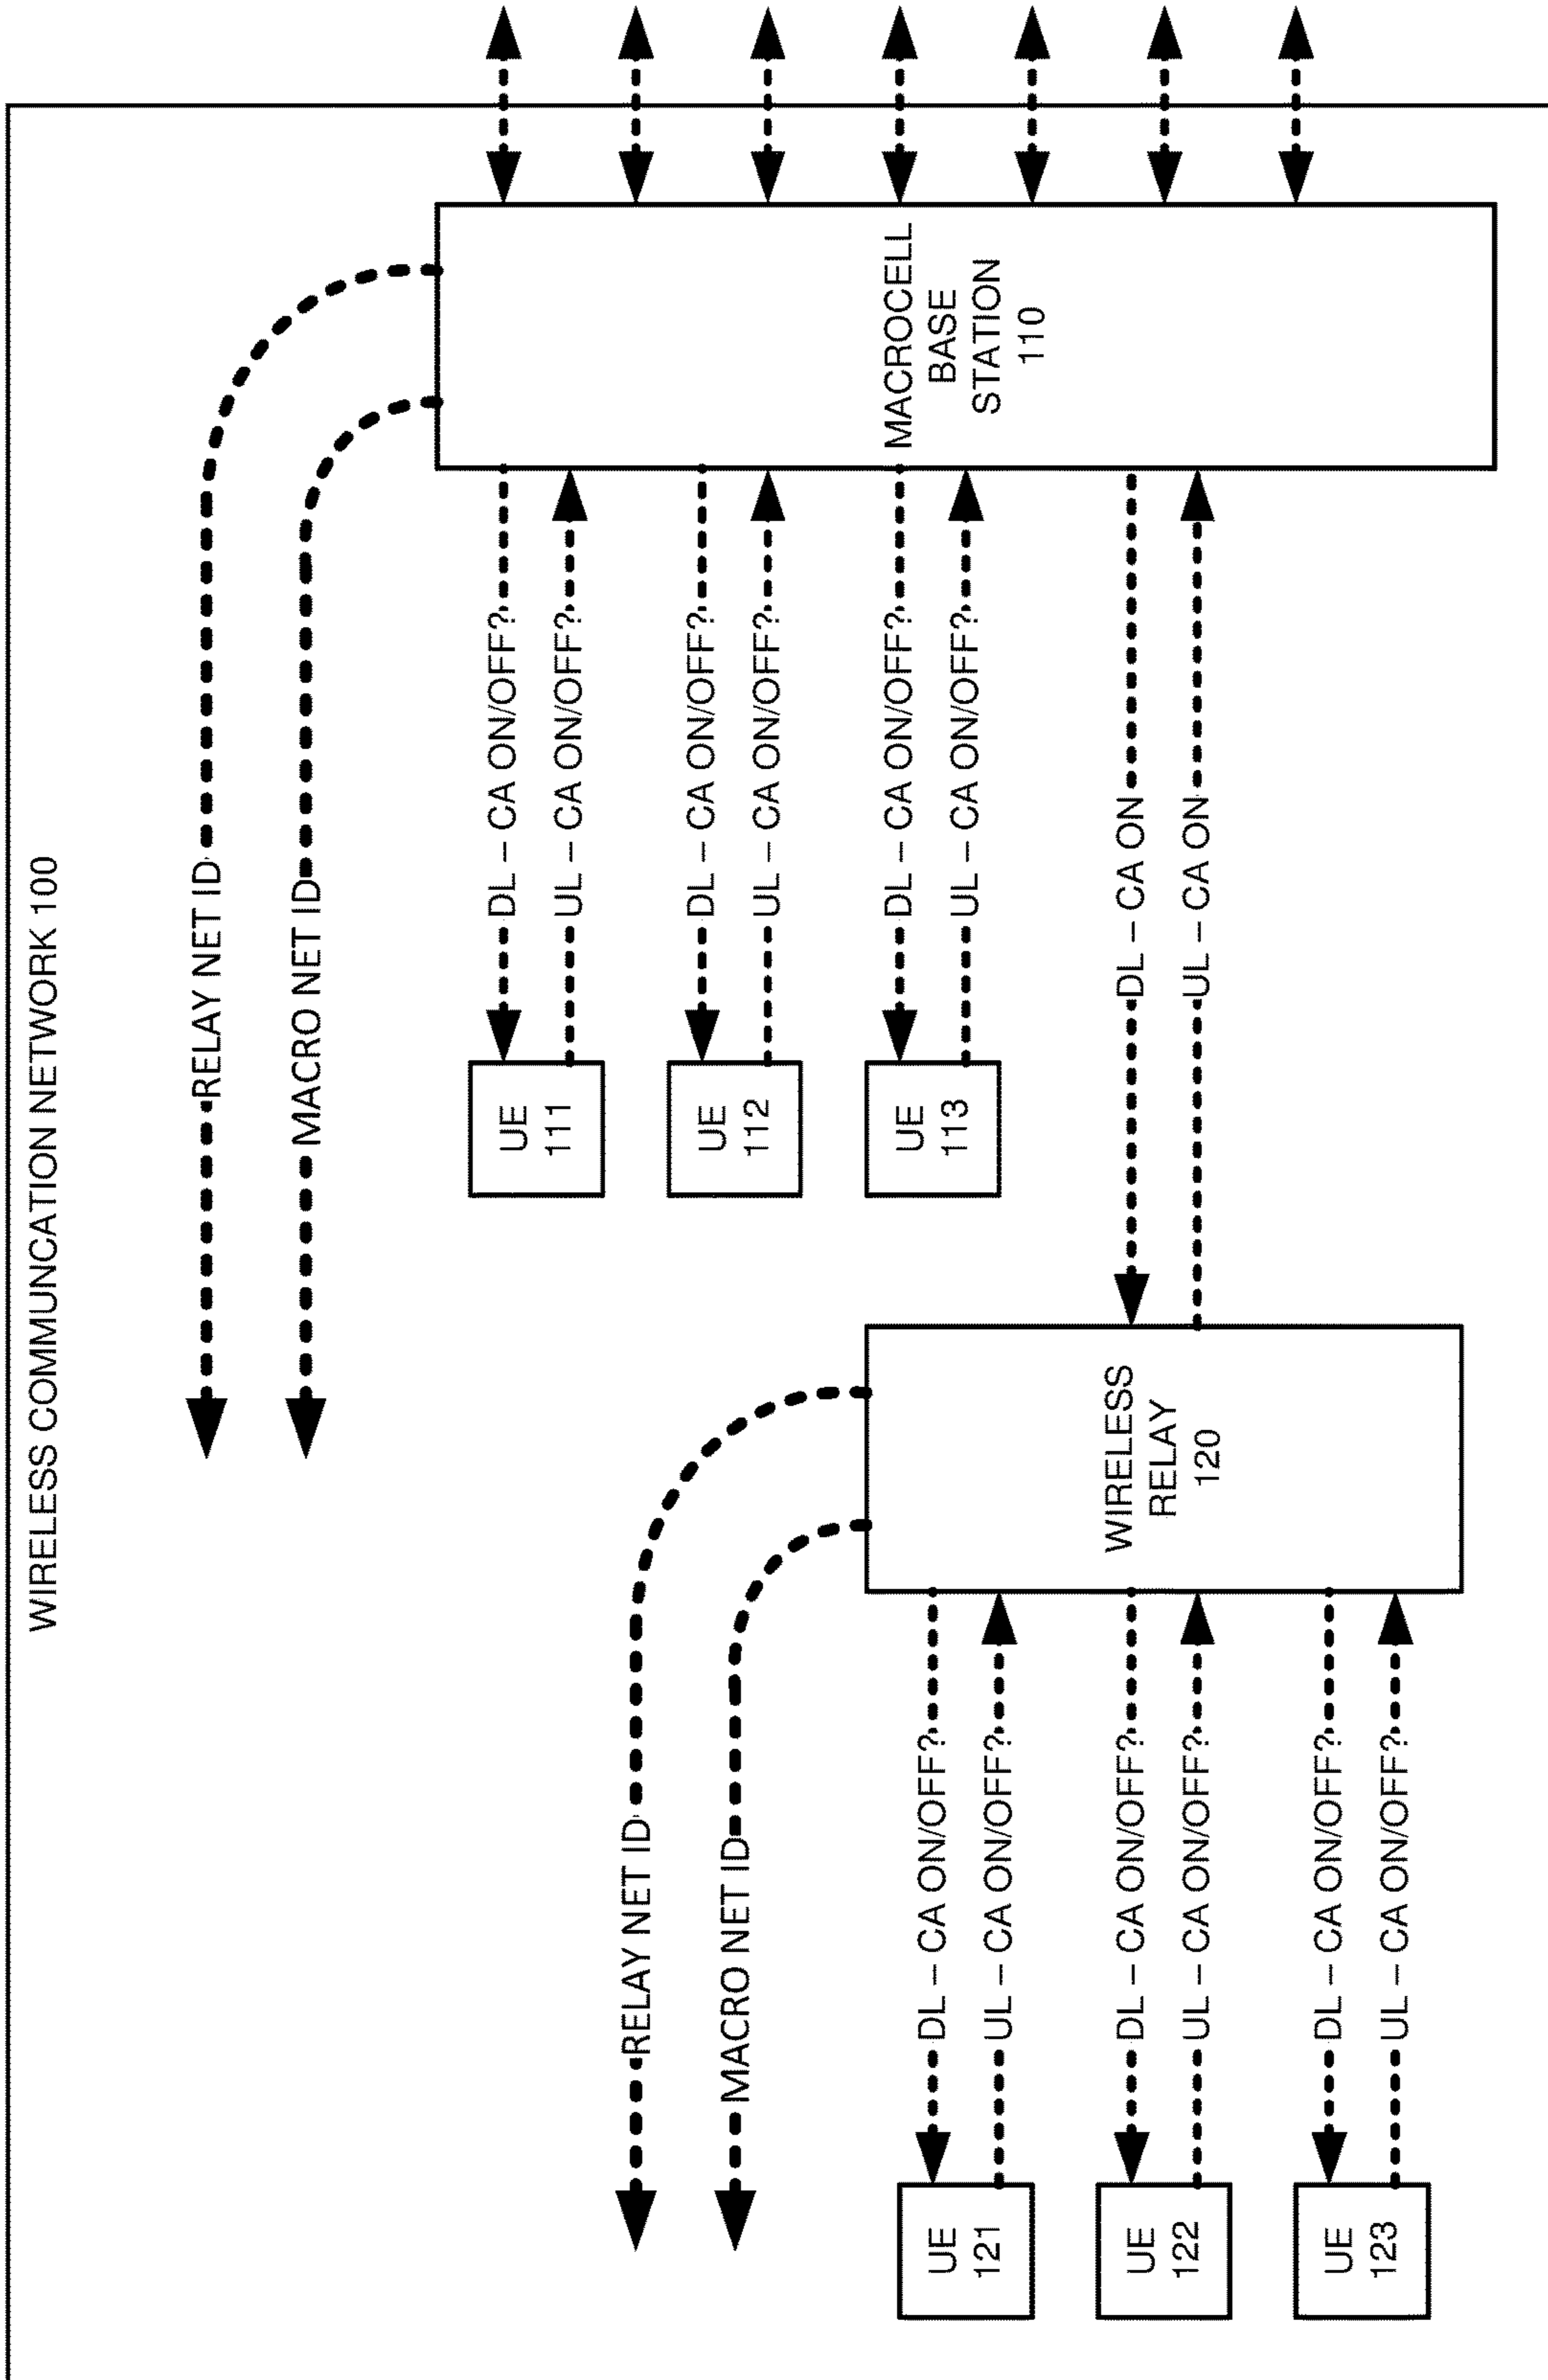 WIRELESS COMMUNCATION NETWORK 100
RELAY NET ID
MACRO NET ID
DL – CA ON/OFF?
UL – CA ON/OFF?
DL – CA ON/OFF?
UL – CA ON/OFF?
DL – CA ON/OFF?
UL – CA ON/OFF?
UE
111
UE
112
UE
113
MACROCELL
BASE
STATION
110
DL – CA ON
UL – CA ON
RELAY NET ID
MACRO NET ID
WIRELESS
RELAY
120
DL – CA ON/OFF?
UL – CA ON/OFF?
DL – CA ON/OFF?
UL – CA ON/OFF?
DL – CA ON/OFF?
UL – CA ON/OFF?
UE
121
UE
122
UE
123